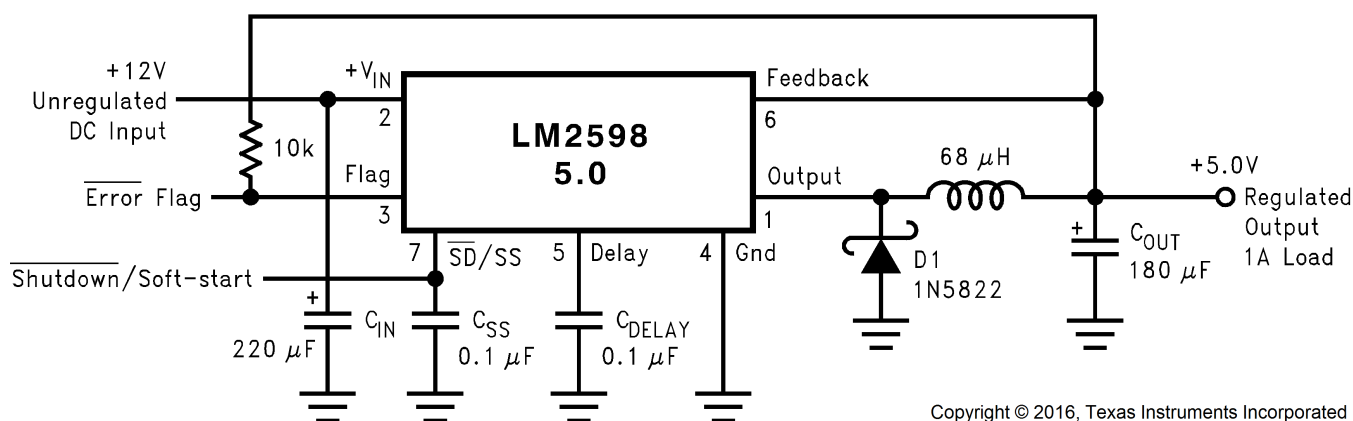 +12V
Unregulated
DC Input
+V_IN
2
Feedback
6
LM2598
5.0
10k
68 μH
Flag
3
Output
1
+5.0V
Error Flag
Regulated
Output
1A Load
7
SD/SS
5
Delay
4
Gnd
Shutdown/Soft-start
D1
1N5822
+
C_OUT
180 μF
+
C_IN
220 μF
C_SS
0.1 μF
C_DELAY
0.1 μF
Copyright © 2016, Texas Instruments Incorporated